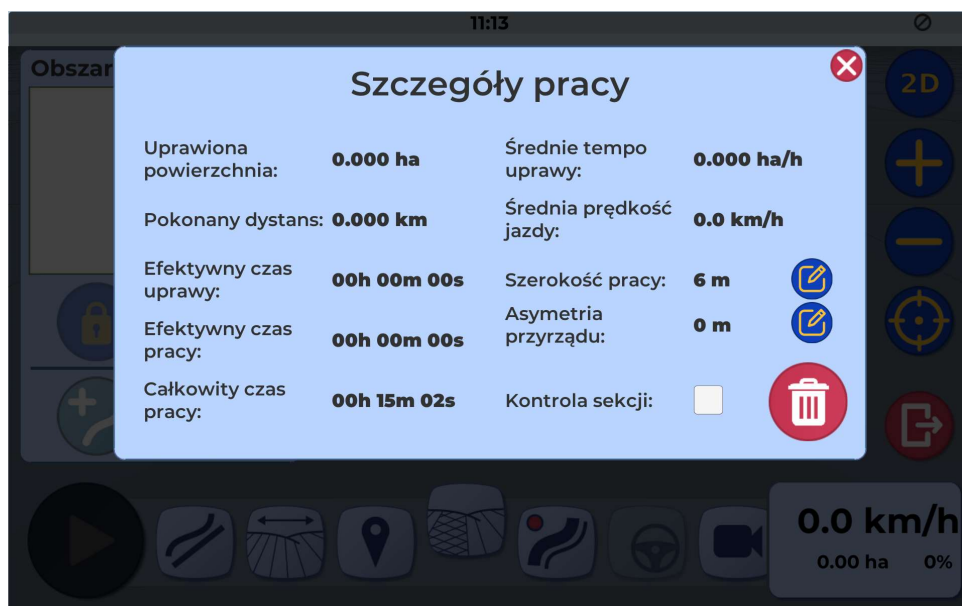 11:13
Obszar
2D
Szczegóły pracy
Uprawiona
powierzchnia:
0.000 ha
Średnie tempo
uprawy:
0.000 ha/h
Pokonany dystans: 0.000 km
Średnia prędkość
jazdy:
0.0 km/h
Efektywny czas
uprawy:
00h 00m 00s
Szerokość pracy: 6 m
Efektywny czas
pracy:
00h 00m 00s
Asymetria
przyrządu:
0 m
Całkowity czas
pracy:
00h 15m 02s
Kontrola sekcji:
0.0 km/h
0.00 ha 0%